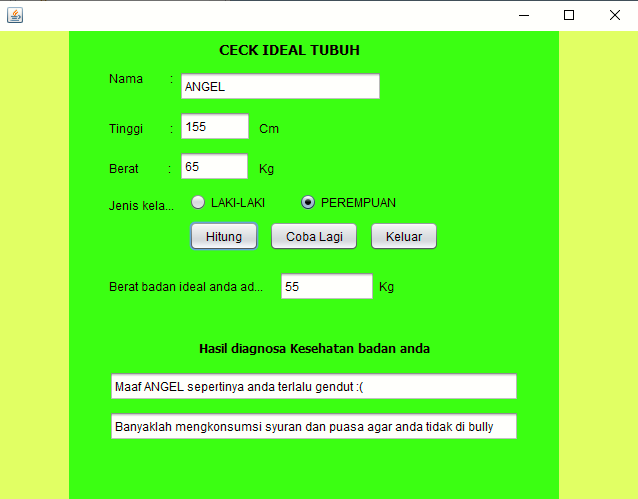 CECK IDEAL TUBUH
Nama : ANGEL
Tinggi : 155 Cm
Berat : 65 Kg
Jenis kela... LAKI-LAKI PEREMPUAN
Hitung Coba Lagi Keluar
Berat badan ideal anda ad... 55 Kg
Hasil diagnosa Kesehatan badan anda
Maaf ANGEL sepertinya anda terlalu gendut :(
Banyaklah mengkonsumsi syuran dan puasa agar anda tidak di bully